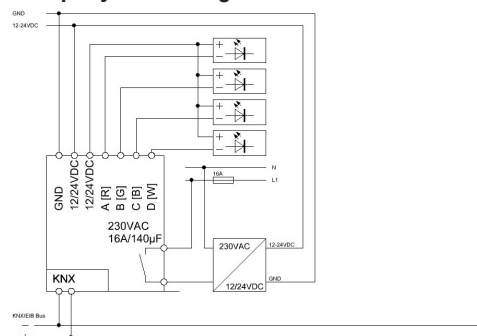 GND
12-24VDC
+
−
+
−
+
−
+
−
N
16A
L1
GND
12/24VDC
12/24VDC
A [R]
B [G]
C [B]
D [W]
230VAC
16A/140µF
230VAC
12-24VDC
GND
12/24VDC
KNX
KNX/EIB Bus